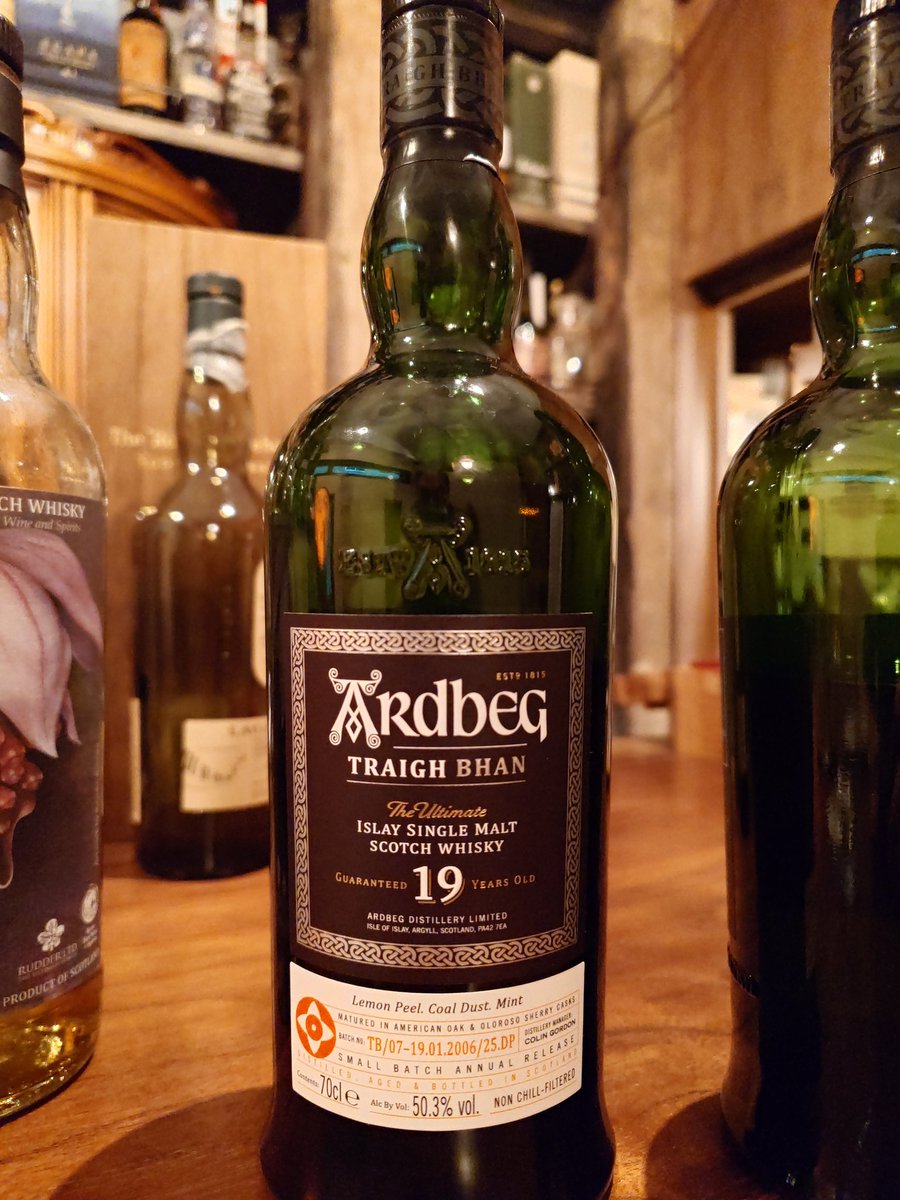 CH WHISKY
Wine and Spirits
RUDDER LTD.
PRODUCT OF SCOTLAND
ESTD 1815
ARDBEG
TRAIGH BHAN
The Ultimate
ISLAY SINGLE MALT
SCOTCH WHISKY
GUARANTEED 19 YEARS OLD
ARDBEG DISTILLERY LIMITED
ISLE OF ISLAY, ARGYLL, SCOTLAND, PA42 7EA
Lemon Peel. Coal Dust. Mint
MATURED IN AMERICAN OAK & OLOROSO SHERRY CASKS
BATCH NO: TB/07-19.01.2006/25.DP
DISTILLERY MANAGER:
COLIN GORDON
SMALL BATCH ANNUAL RELEASE
DISTILLED, AGED & BOTTLED IN SCOTLAND
Contents: 70cl e
Alc By Vol: 50.3% vol.
NON CHILL-FILTERED